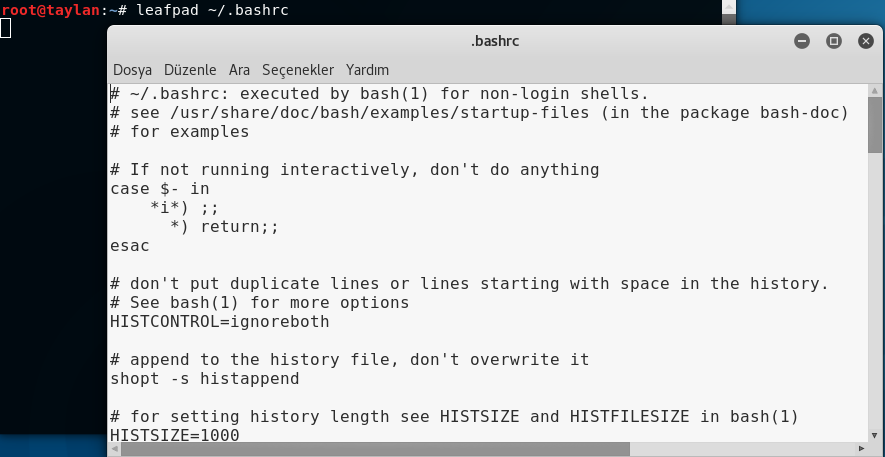 root@taylan:~# leafpad ~/.bashrc
.bashrc
Dosya Düzenle Ara Seçenekler Yardım
# ~/.bashrc: executed by bash(1) for non-login shells.
# see /usr/share/doc/bash/examples/startup-files (in the package bash-doc)
# for examples
# If not running interactively, don't do anything
case $- in
    *i*) ;;
      *) return;;
esac
# don't put duplicate lines or lines starting with space in the history.
# See bash(1) for more options
HISTCONTROL=ignoreboth
# append to the history file, don't overwrite it
shopt -s histappend
# for setting history length see HISTSIZE and HISTFILESIZE in bash(1)
HISTSIZE=1000